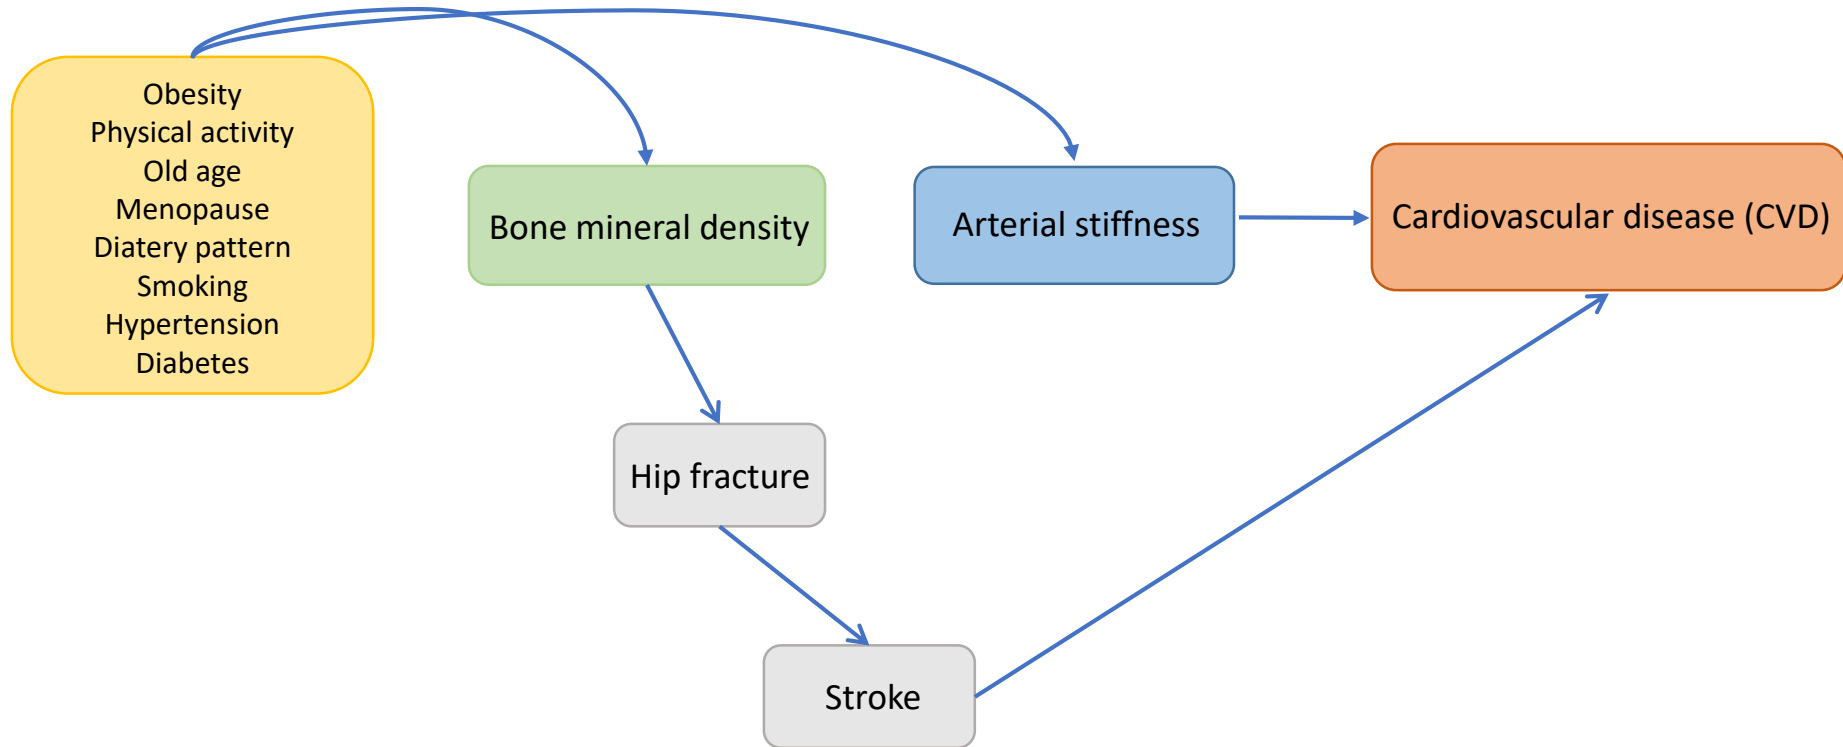 Obesity
Physical activity
Old age
Menopause
Diatery pattern
Smoking
Hypertension
Diabetes
Bone mineral density
Arterial stiffness
Cardiovascular disease (CVD)
Hip fracture
Stroke